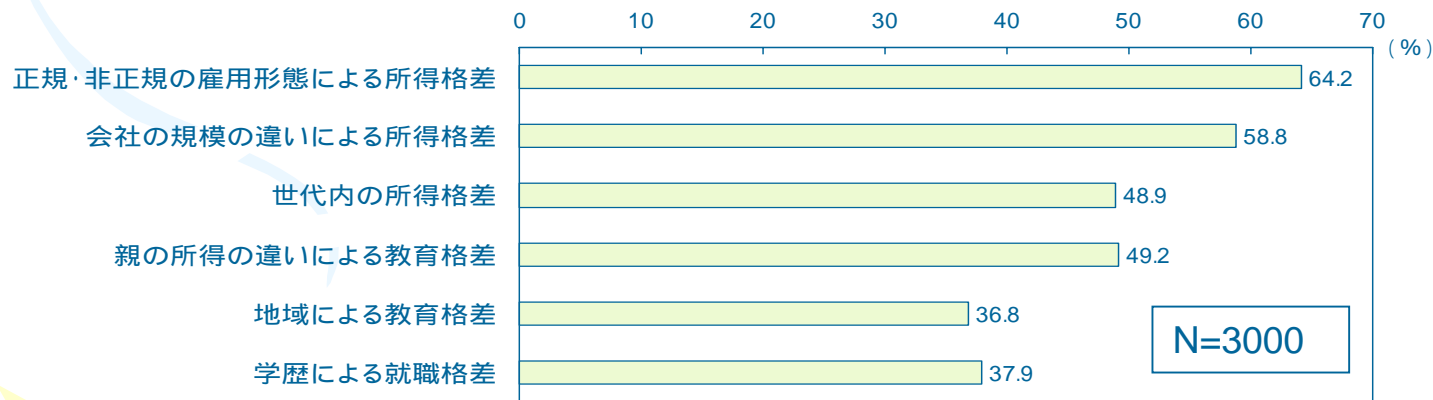 0 10 20 30 40 50 60 70
(%)
正規･非正規の雇用形態による所得格差 64.2
会社の規模の違いによる所得格差 58.8
世代内の所得格差 48.9
親の所得の違いによる教育格差 49.2
地域による教育格差 36.8
N=3000
学歴による就職格差 37.9